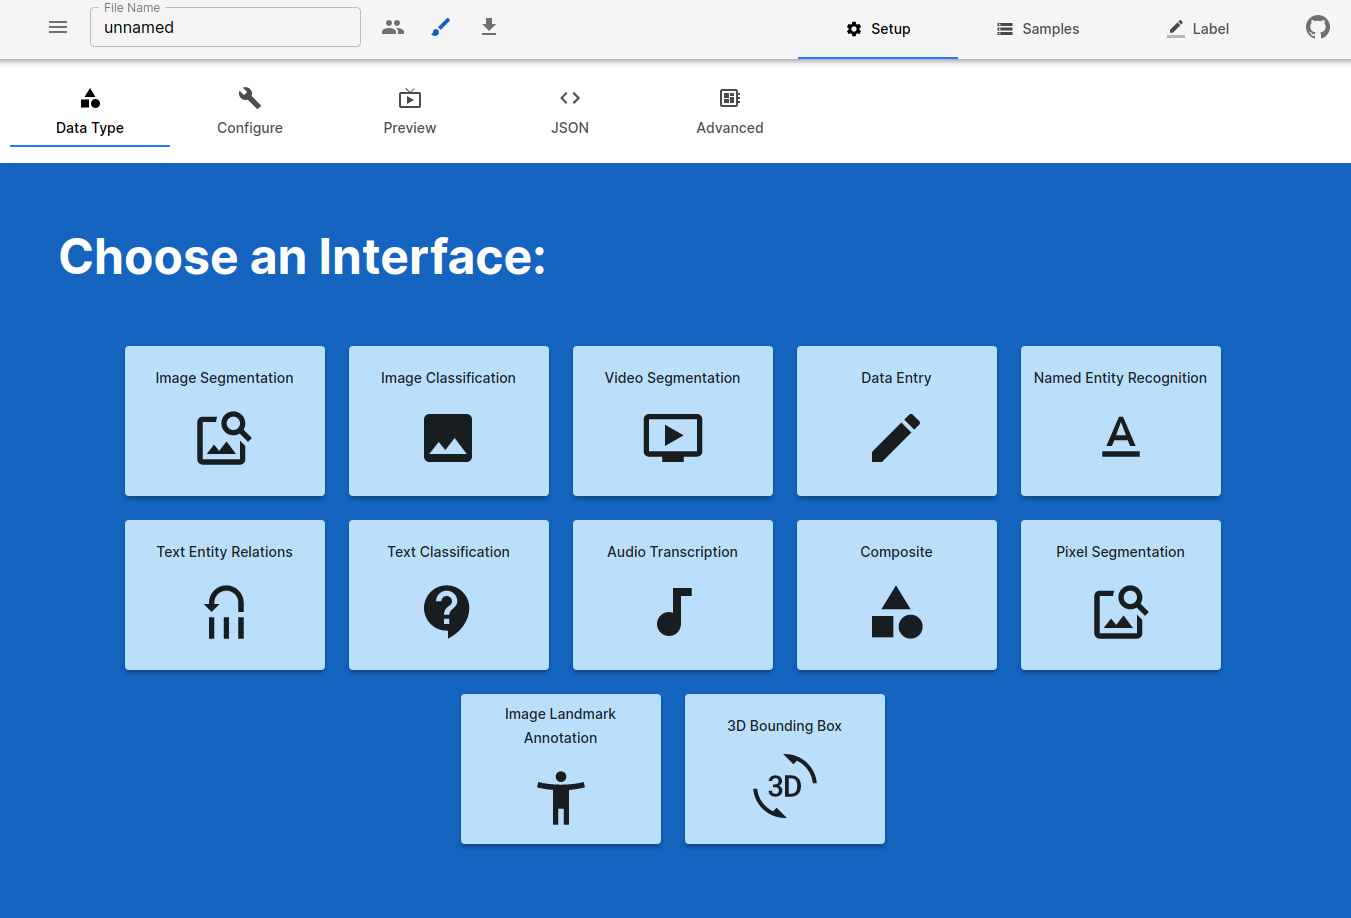 File Name
unnamed
Setup
Samples
Label
Data Type
Configure
Preview
JSON
Advanced
Choose an Interface:
Image Segmentation
Image Classification
Video Segmentation
Data Entry
Named Entity Recognition
Text Entity Relations
Text Classification
Audio Transcription
Composite
Pixel Segmentation
Image Landmark
Annotation
3D Bounding Box
3D